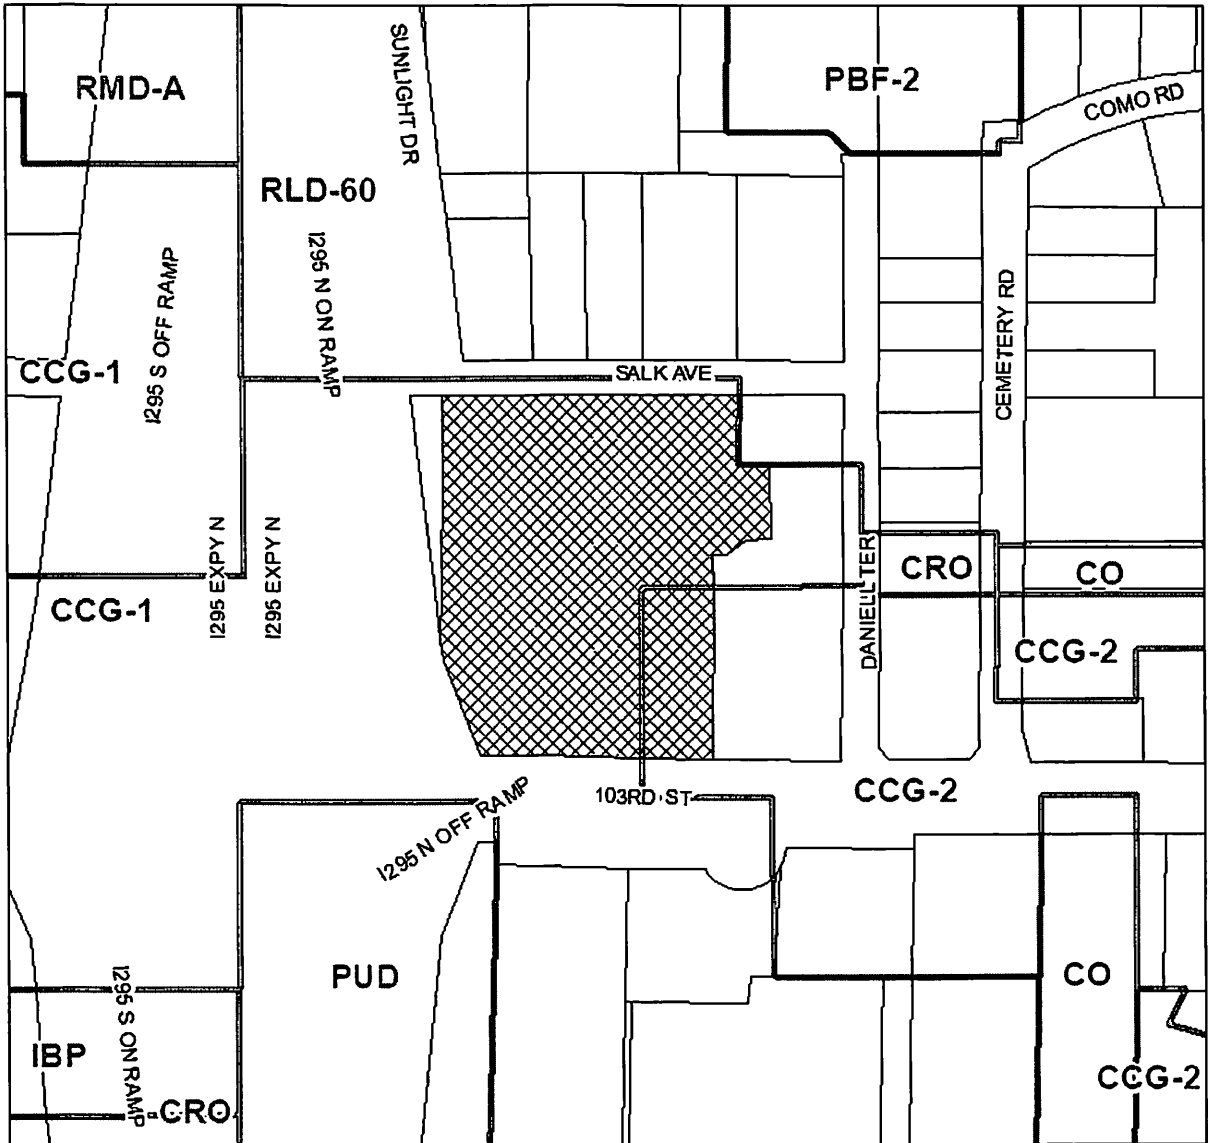 RMD-A
SUNLIGHT DR
PBF-2
COMO RD
RLD-60
I295 S OFF RAMP
I295 N ON RAMP
CEMETERY RD
CCG-1
SALK AVE
I295 EXPY N
I295 EXPY N
DANIELL TER
CRO
CO
CCG-1
CCG-2
103RD ST
CCG-2
I295 N OFF RAMP
PUD
CO
I295 S ON RAMP
IBP
CCG-2
CRO